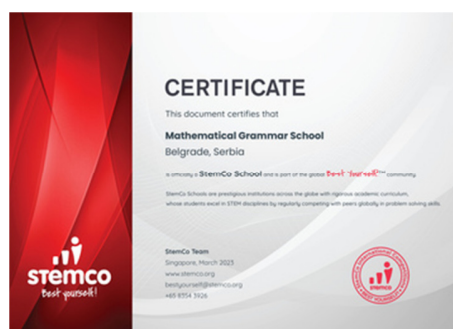 CERTIFICATE
This document certifies that
Mathematical Grammar School
Belgrade, Serbia
is officially a StemCo School and is part of the global Best Yourself!™ community.
StemCo Schools are prestigious institutions across the globe with rigorous academic curriculum,
whose students excel in STEM disciplines by regularly competing with peers globally in problem solving skills.
StemCo Team
Singapore, March 2023
www.stemco.org
bestyourself@stemco.org
+65 8354 3926
stemco
Best yourself!
stemco